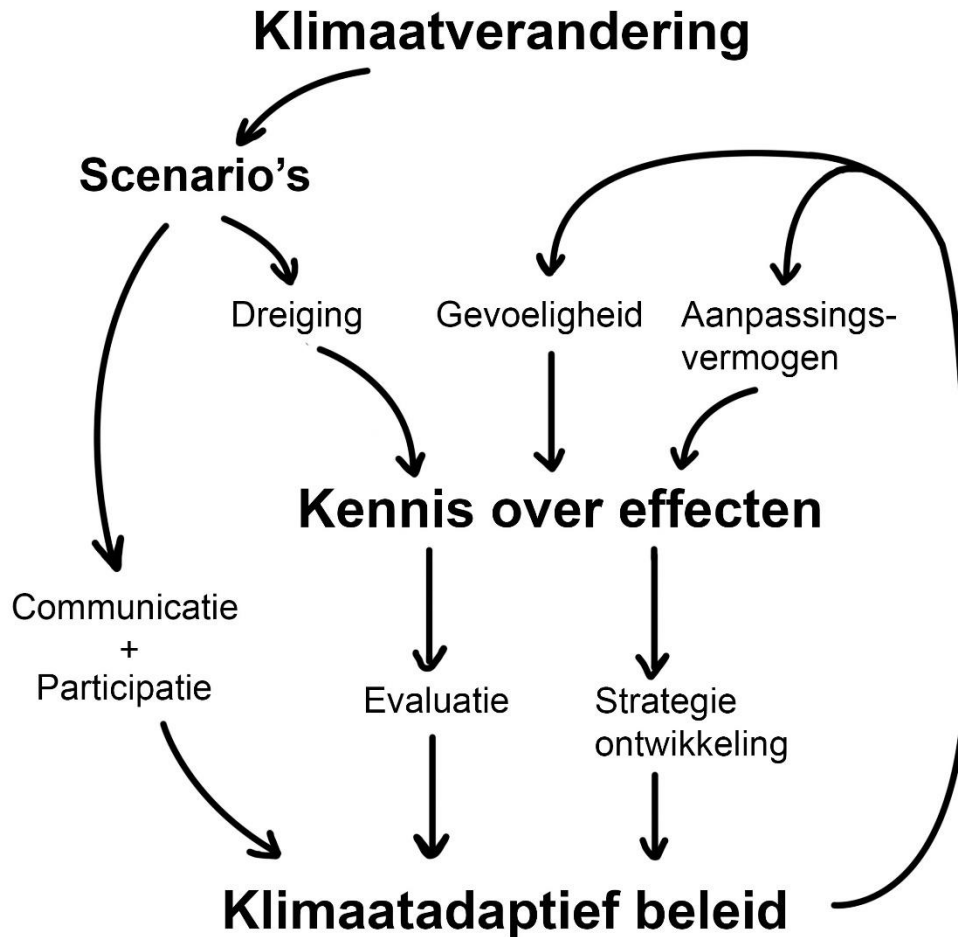 Klimaatverandering
Scenario's
Dreiging
Gevoeligheid
Aanpassings-
vermogen
Kennis over effecten
Communicatie
+
Participatie
Evaluatie
Strategie
ontwikkeling
Klimaatadaptief beleid